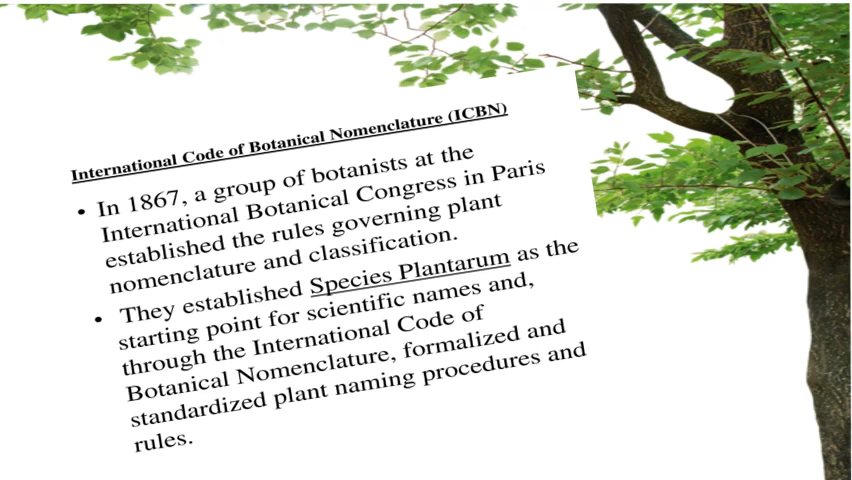 International Code of Botanical Nomenclature (ICBN)
• In 1867, a group of botanists at the
International Botanical Congress in Paris
established the rules governing plant
nomenclature and classification.
• They established Species Plantarum as the
starting point for scientific names and,
through the International Code of
Botanical Nomenclature, formalized and
standardized plant naming procedures and
rules.